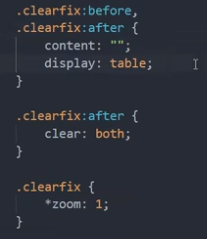 .clearfix:before,
.clearfix:after {
    content: "";
    display: table;
}
.clearfix:after {
    clear: both;
}
.clearfix {
    *zoom: 1;
}